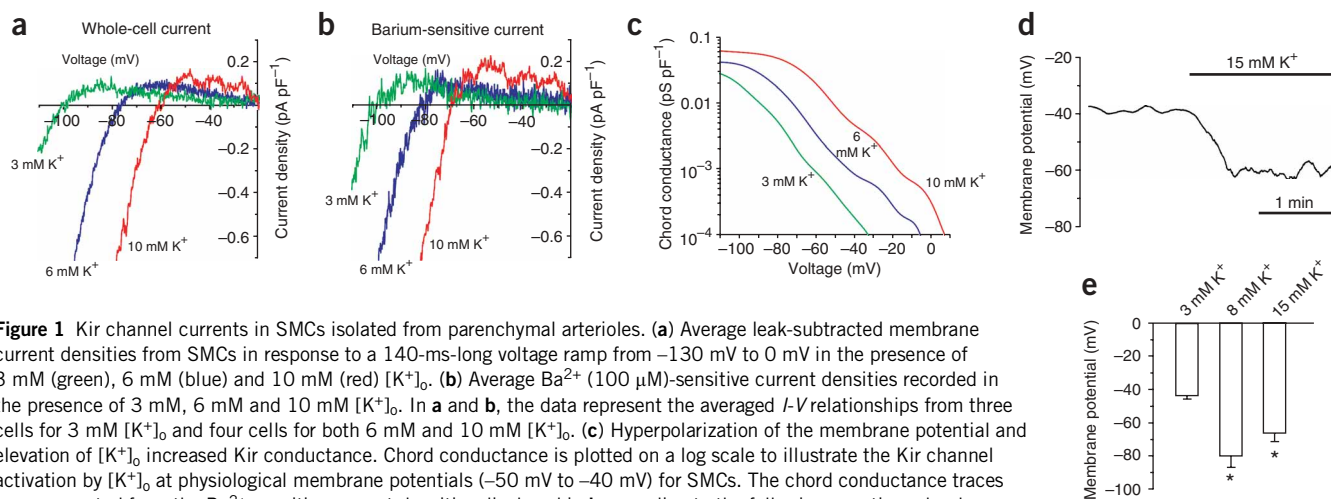 a
Whole-cell current
Voltage (mV)
0.2
–100
–80
–60
–40
–0.2
–0.4
–0.6
Current density (pA pF–1)
3 mM K+
6 mM K+
10 mM K+
b
Barium-sensitive current
Voltage (mV)
0.2
–100
–80
–60
–40
–0.2
–0.4
–0.6
Current density (pA pF–1)
3 mM K+
6 mM K+
10 mM K+
c
Chord conductance (pS pF–1)
0.1
0.01
10–3
10–4
6
mM K+
3 mM K+
10 mM K+
–100 –80 –60 –40 –20 0
Voltage (mV)
d
Membrane potential (mV)
–20
–40
–60
–80
15 mM K+
1 min
e
3 mM K+
8 mM K+
15 mM K+
Membrane potential (mV)
0
–20
–40
–60
–80
–100
*
*
Figure 1 Kir channel currents in SMCs isolated from parenchymal arterioles. (a) Average leak-subtracted membrane
current densities from SMCs in response to a 140-ms-long voltage ramp from –130 mV to 0 mV in the presence of
3 mM (green), 6 mM (blue) and 10 mM (red) [K+]o. (b) Average Ba2+ (100 μM)-sensitive current densities recorded in
the presence of 3 mM, 6 mM and 10 mM [K+]o. In a and b, the data represent the averaged I-V relationships from three
cells for 3 mM [K+]o and four cells for both 6 mM and 10 mM [K+]o. (c) Hyperpolarization of the membrane potential and
elevation of [K+]o increased Kir conductance. Chord conductance is plotted on a log scale to illustrate the Kir channel
activation by [K+]o at physiological membrane potentials (–50 mV to –40 mV) for SMCs. The chord conductance traces